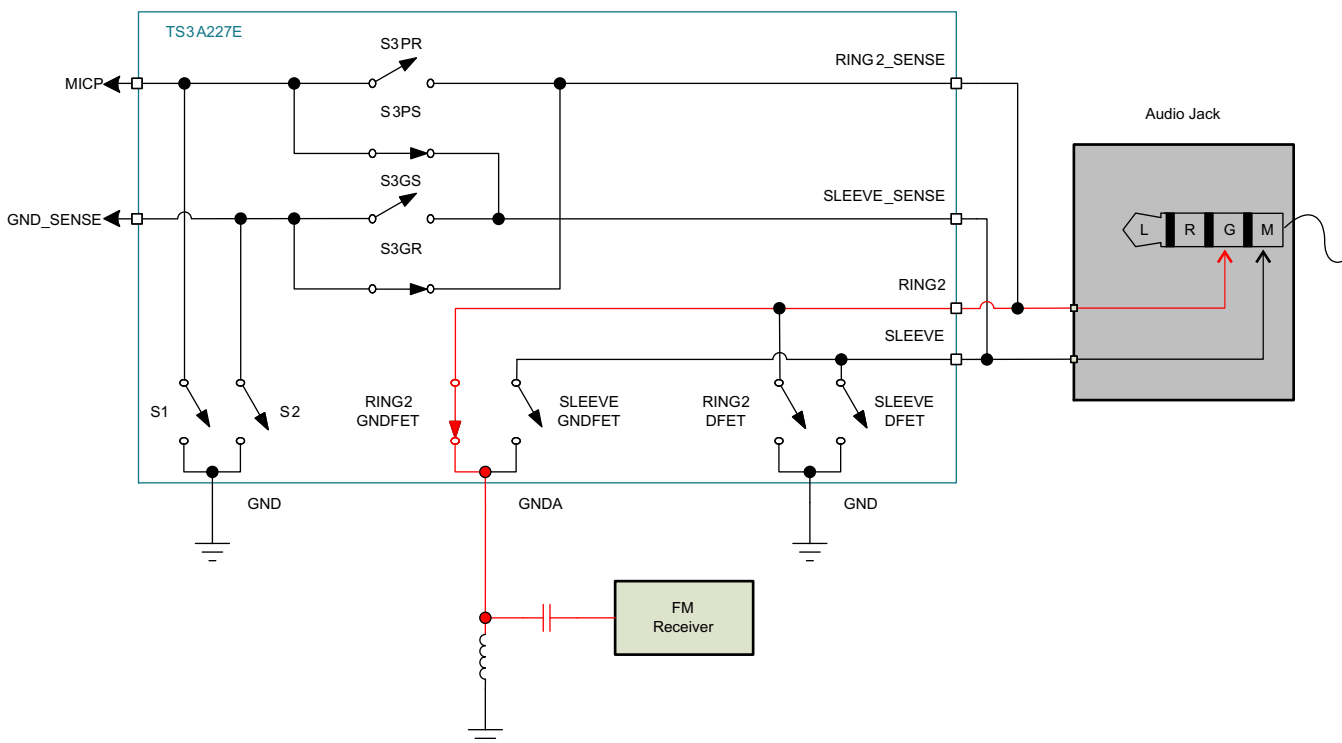 TS3A227E
S3PR
RING2_SENSE
MICP
Audio Jack
S3PS
S3GS
SLEEVE_SENSE
GND_SENSE
L R G M
S3GR
RING2
SLEEVE
S1
S2
RING2
GNDFET
SLEEVE
GNDFET
RING2
DFET
SLEEVE
DFET
GND
GNDA
GND
FM
Receiver